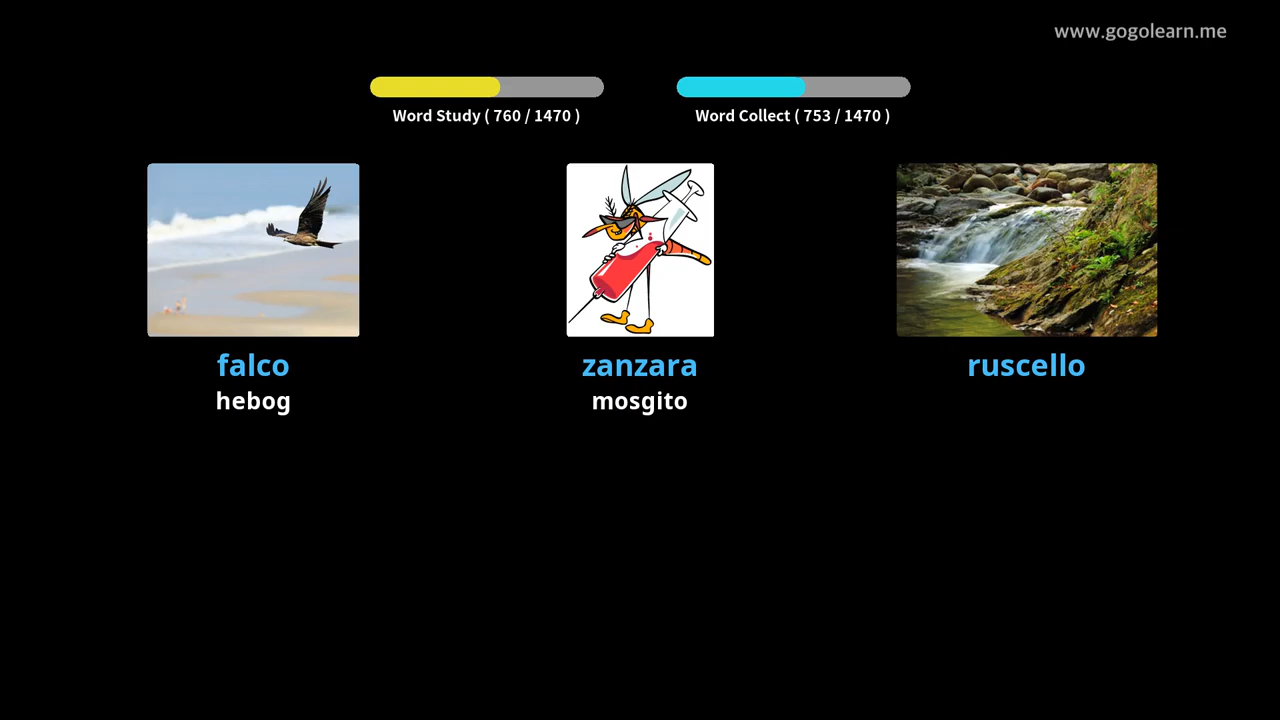 www.gogolearn.me
Word Study ( 760 / 1470 )
Word Collect ( 753 / 1470 )
falco
hebog
zanzara
mosgito
ruscello